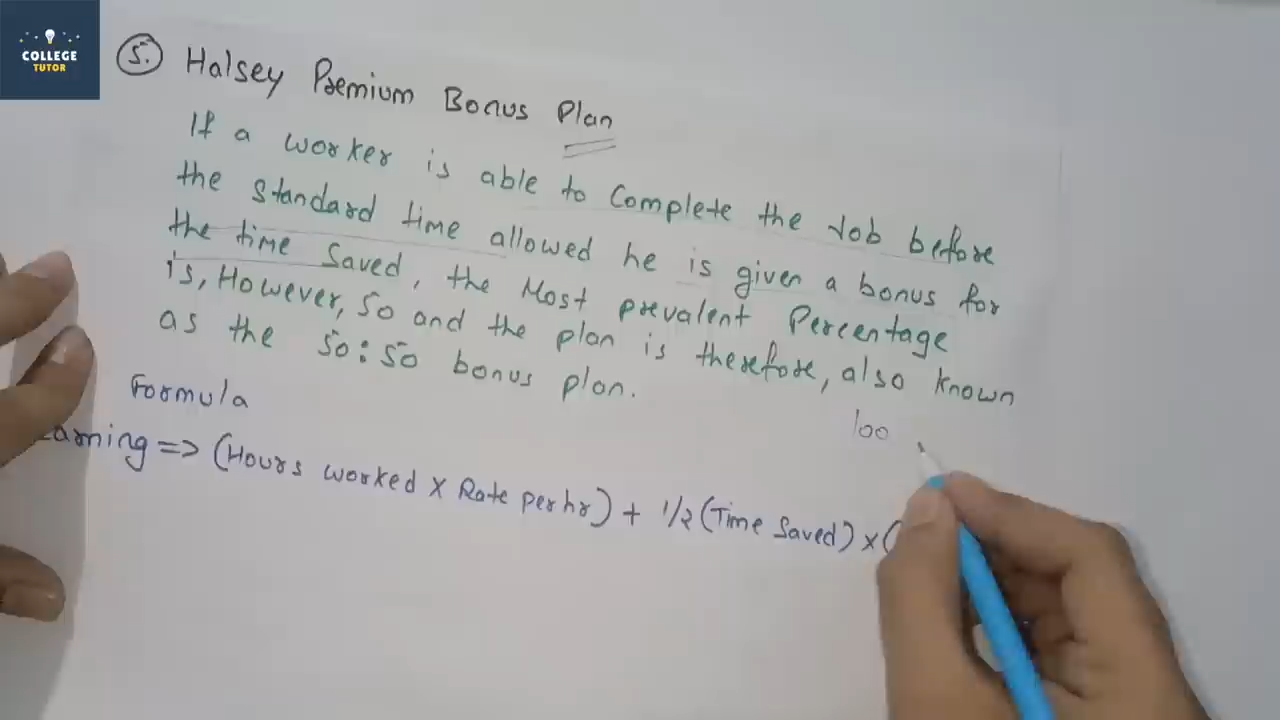 COLLEGE
TUTOR
5. Halsey Premium Bonus Plan
If a worker is able to Complete the Job before
the standard time allowed he is given a bonus for
the time Saved, the Most prevalent Percentage
is, However, 50 and the plan is therefore, also known
as the 50:50 bonus plan.
Formula
100
Earning => (Hours worked X Rate per hr) + 1/2 (Time Saved) x (